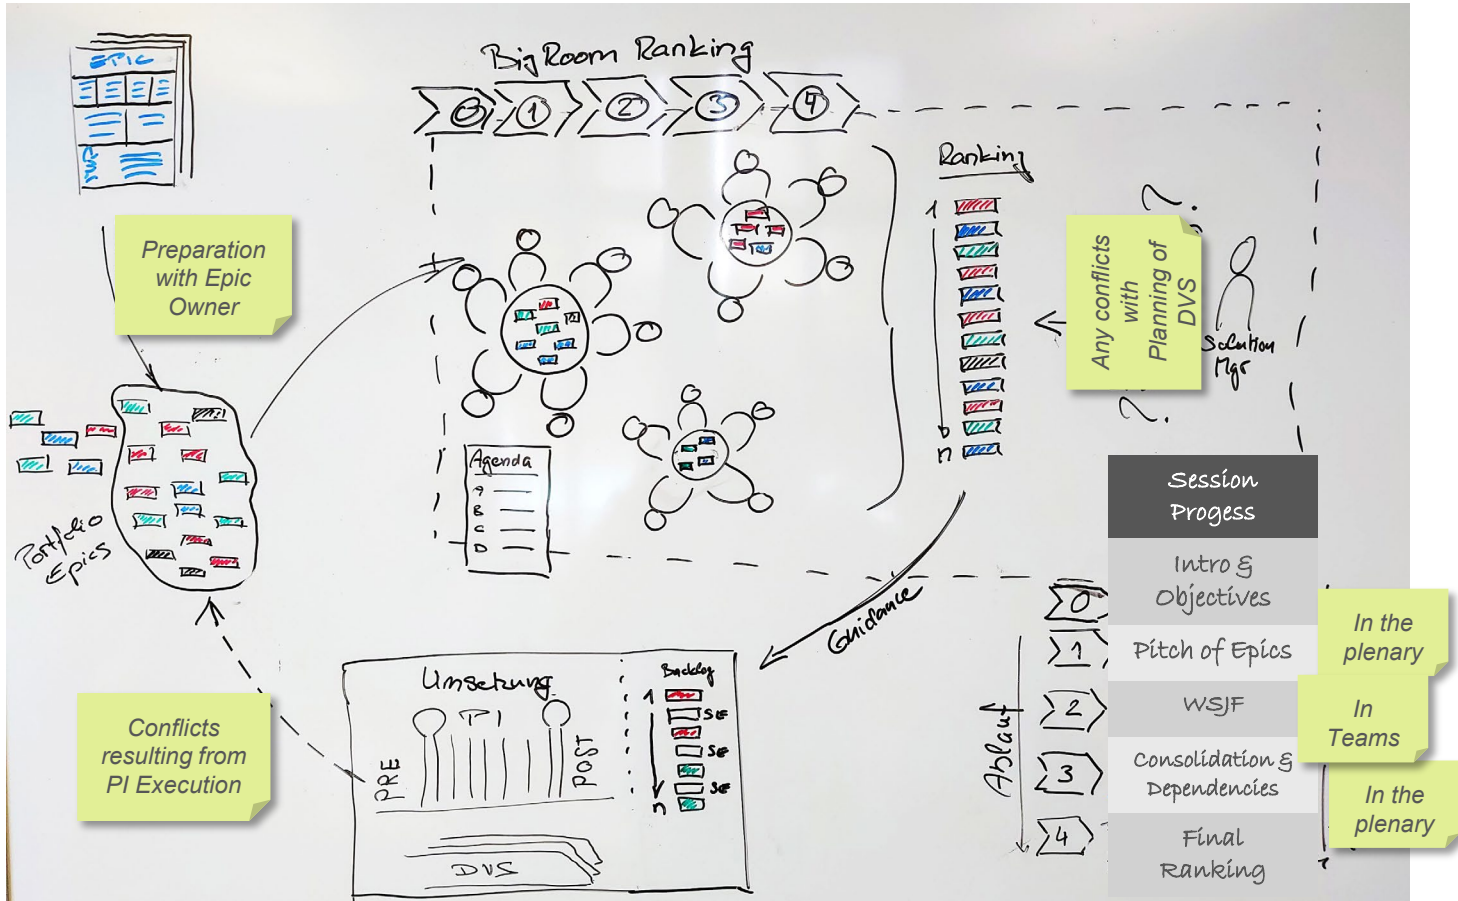 BigRoom Ranking
0 1 2 3 4
EPIC
Preparation
with Epic
Owner
Portfolio
Epics
Agenda
A
B
C
D
Ranking
1
n
Any conflicts
with
Planning of
DVS
?
?
Solution
Mgr
Guidance
Conflicts
resulting from
PI Execution
Umsetzung
PI
PRE
POST
DVS
Backlog
1
SE
SE
SE
n
Ablauf
Session
Progess
0
Intro &
Objectives
1
Pitch of Epics
In the
plenary
2
WSJF
In
Teams
3
Consolidation &
Dependencies
In the
plenary
4
Final
Ranking